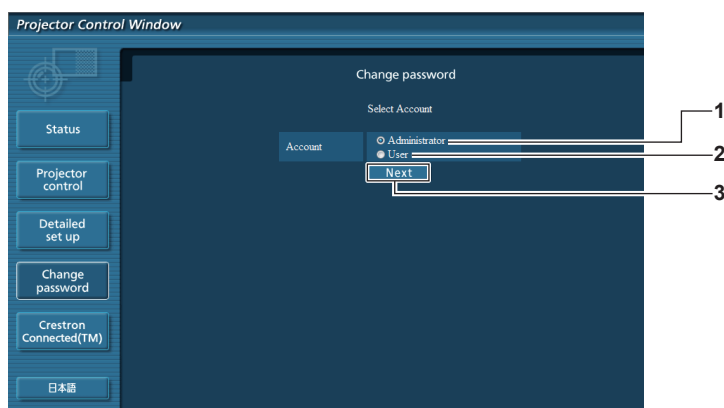 Projector Control Window
Change password
Select Account
Account
Administrator
User
Next
1
2
3
Status
Projector
control
Detailed
set up
Change
password
Crestron
Connected(TM)
日本語